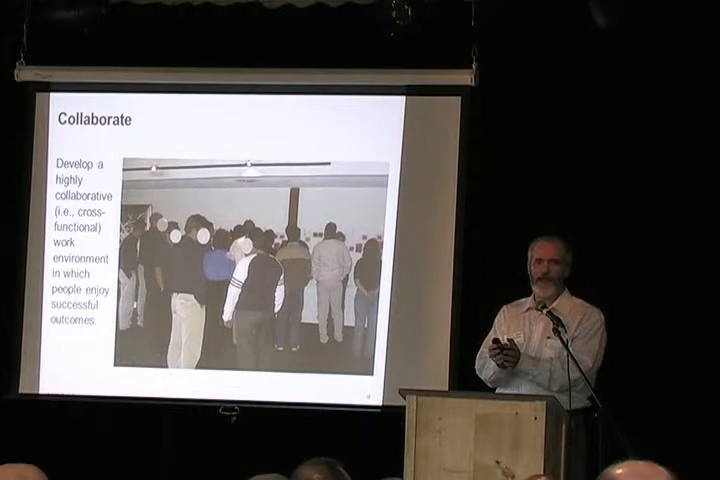 Collaborate
Develop a
highly
collaborative
(i.e., cross-
functional)
work
environment
in which
people enjoy
successful
outcomes.